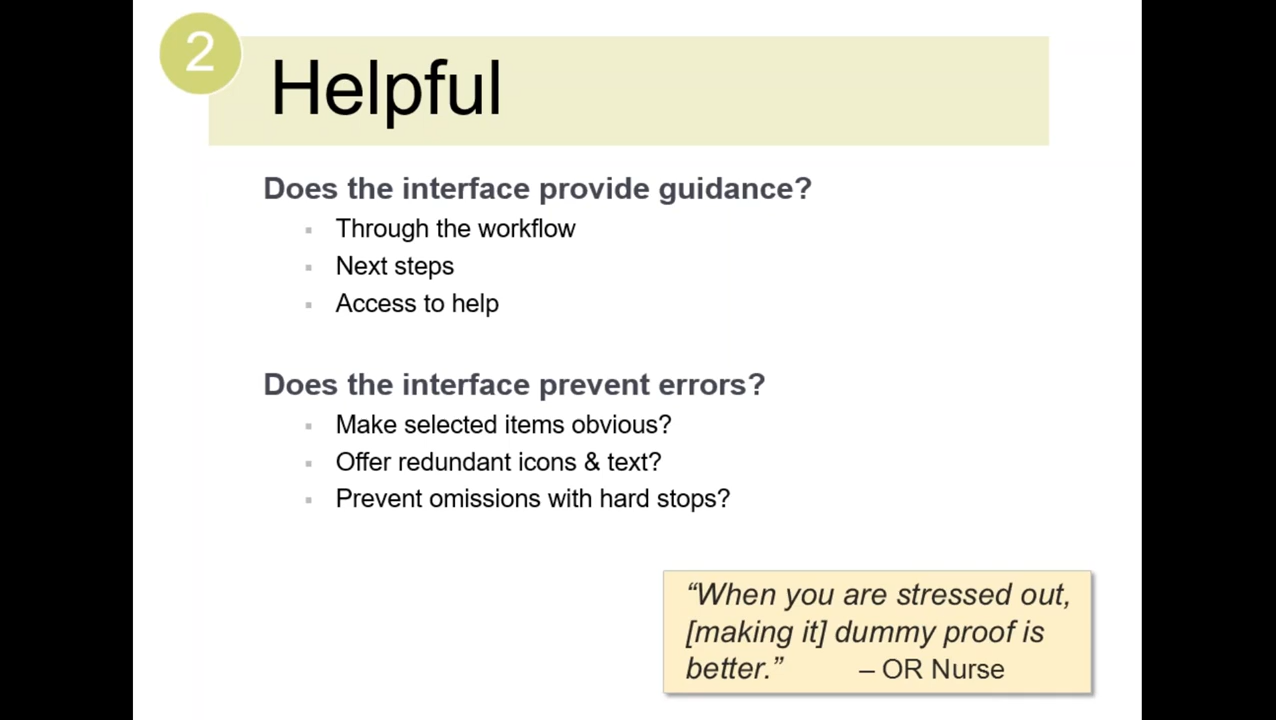 2
Helpful
Does the interface provide guidance?
Through the workflow
Next steps
Access to help
Does the interface prevent errors?
Make selected items obvious?
Offer redundant icons & text?
Prevent omissions with hard stops?
“When you are stressed out,
[making it] dummy proof is
better.” – OR Nurse